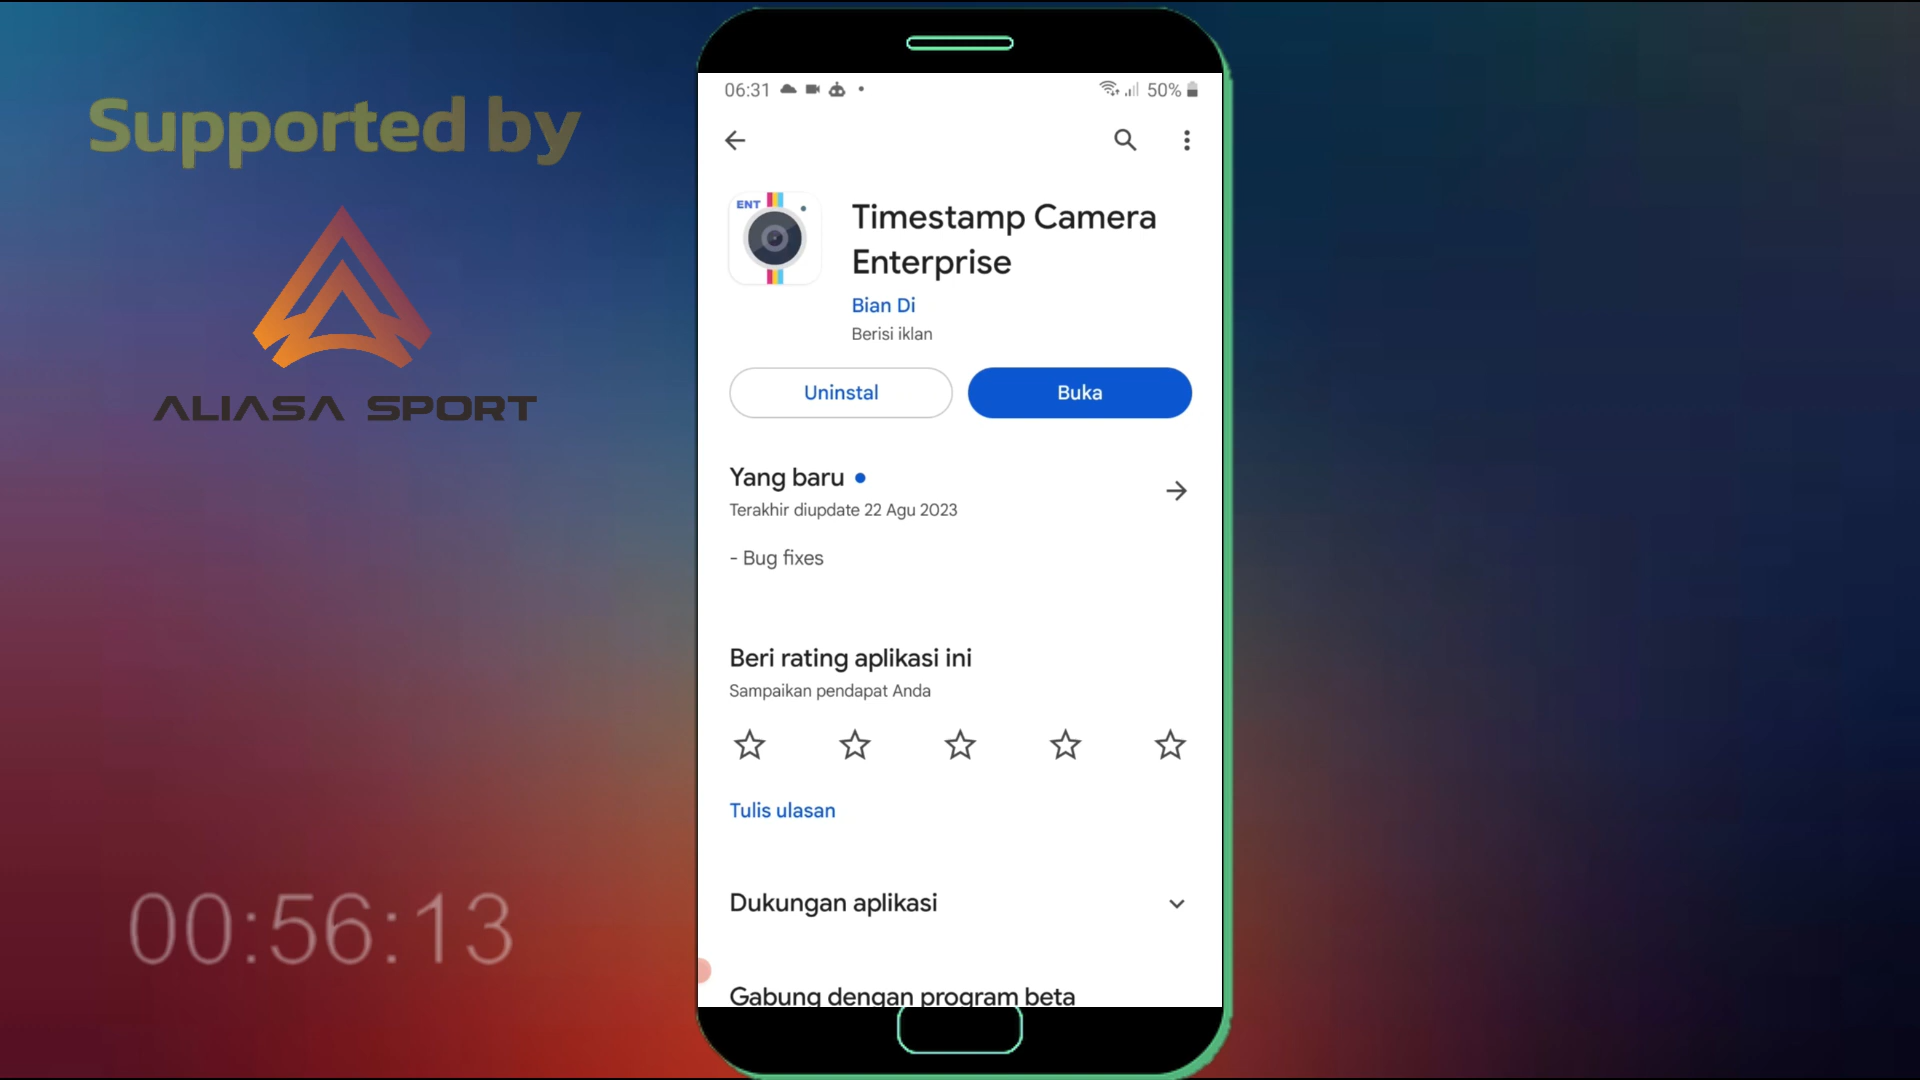 Supported by
ALIASA SPORT
00:56:13
06:31
50%
ENT
Timestamp Camera
Enterprise
Bian Di
Berisi iklan
Uninstal
Buka
Yang baru
Terakhir diupdate 22 Agu 2023
- Bug fixes
Beri rating aplikasi ini
Sampaikan pendapat Anda
Tulis ulasan
Dukungan aplikasi
Gabung dengan program beta